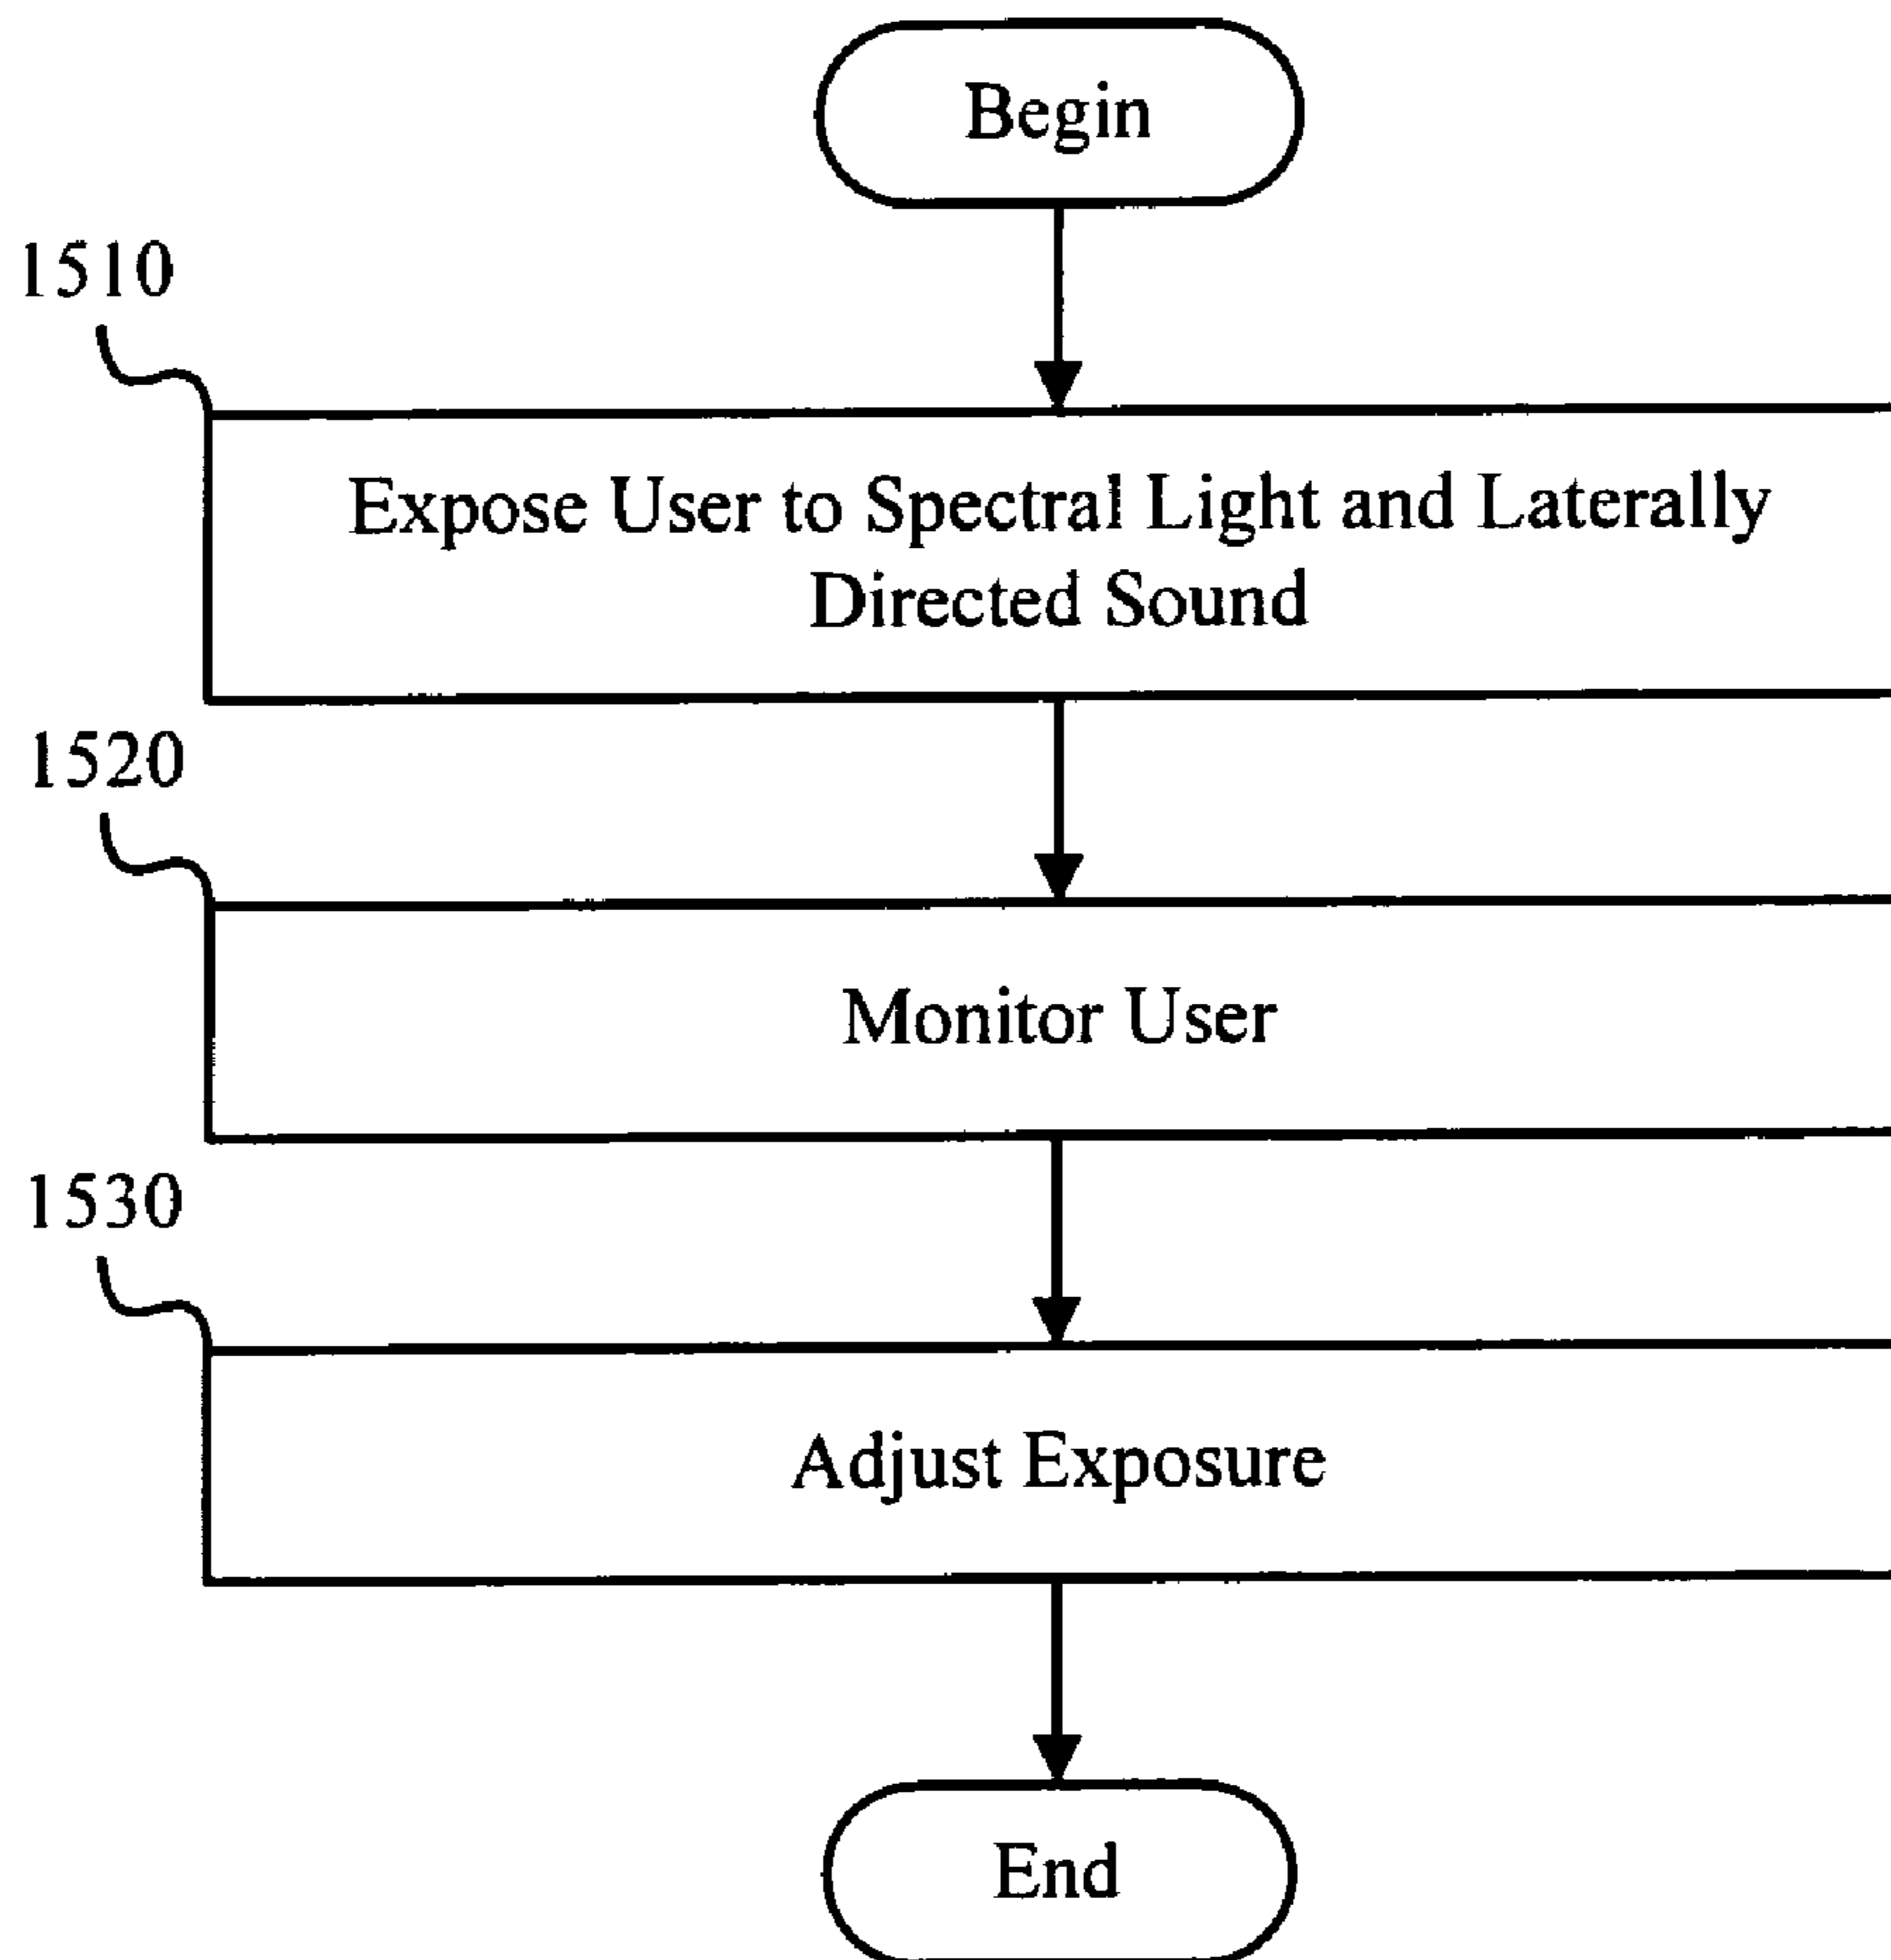 Begin
1510
Expose User to Spectral Light and Laterally
Directed Sound
1520
Monitor User
1530
Adjust Exposure
End